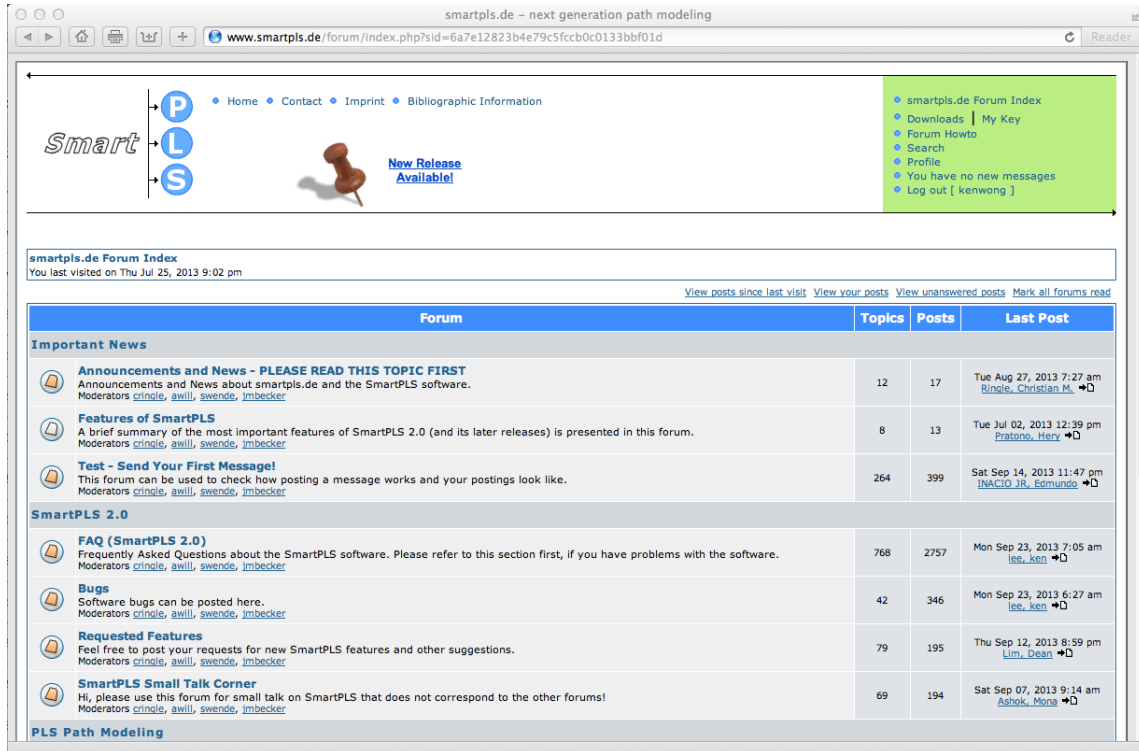 smartpls.de – next generation path modeling
www.smartpls.de/forum/index.php?sid=6a7e12823b4e79c5fccb0c0133bbf01d
Reader
Smart
P
L
S
Home Contact Imprint Bibliographic Information
New Release
Available!
smartpls.de Forum Index
Downloads | My Key
Forum Howto
Search
Profile
You have no new messages
Log out [ kenwong ]
smartpls.de Forum Index
You last visited on Thu Jul 25, 2013 9:02 pm
View posts since last visit View your posts View unanswered posts Mark all forums read
Forum Topics Posts Last Post
Important News
Announcements and News - PLEASE READ THIS TOPIC FIRST
Announcements and News about smartpls.de and the SmartPLS software.
Moderators cringle, awill, swende, jmbecker
12 17
Tue Aug 27, 2013 7:27 am
Ringle, Christian M.
Features of SmartPLS
A brief summary of the most important features of SmartPLS 2.0 (and its later releases) is presented in this forum.
Moderators cringle, awill, swende, jmbecker
8 13
Tue Jul 02, 2013 12:39 pm
Pratono, Hery
Test - Send Your First Message!
This forum can be used to check how posting a message works and your postings look like.
Moderators cringle, awill, swende, jmbecker
264 399
Sat Sep 14, 2013 11:47 pm
INACIO JR, Edmundo
SmartPLS 2.0
FAQ (SmartPLS 2.0)
Frequently Asked Questions about the SmartPLS software. Please refer to this section first, if you have problems with the software.
Moderators cringle, awill, swende, jmbecker
768 2757
Mon Sep 23, 2013 7:05 am
lee, ken
Bugs
Software bugs can be posted here.
Moderators cringle, awill, swende, jmbecker
42 346
Mon Sep 23, 2013 6:27 am
lee, ken
Requested Features
Feel free to post your requests for new SmartPLS features and other suggestions.
Moderators cringle, awill, swende, jmbecker
79 195
Thu Sep 12, 2013 8:59 pm
Lim, Dean
SmartPLS Small Talk Corner
Hi, please use this forum for small talk on SmartPLS that does not correspond to the other forums!
Moderators cringle, awill, swende, jmbecker
69 194
Sat Sep 07, 2013 9:14 am
Ashok, Mona
PLS Path Modeling